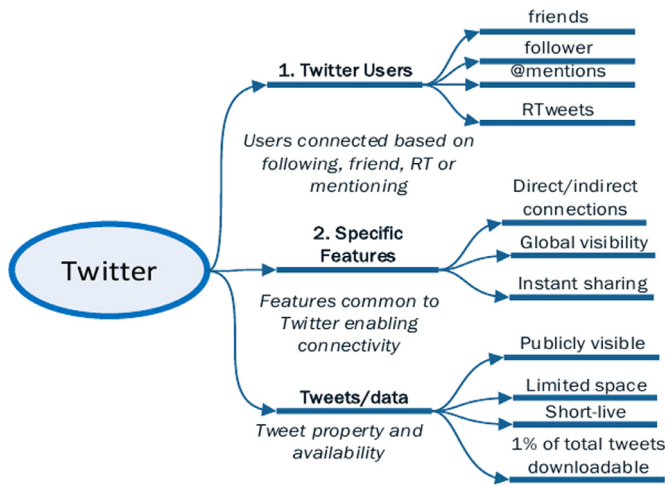 Twitter
1. Twitter Users
Users connected based on
following, friend, RT or
mentioning
friends
follower
@mentions
RTweets
2. Specific
Features
Features common to
Twitter enabling
connectivity
Direct/indirect
connections
Global visibility
Instant sharing
Tweets/data
Tweet property and
availability
Publicly visible
Limited space
Short-live
1% of total tweets
downloadable